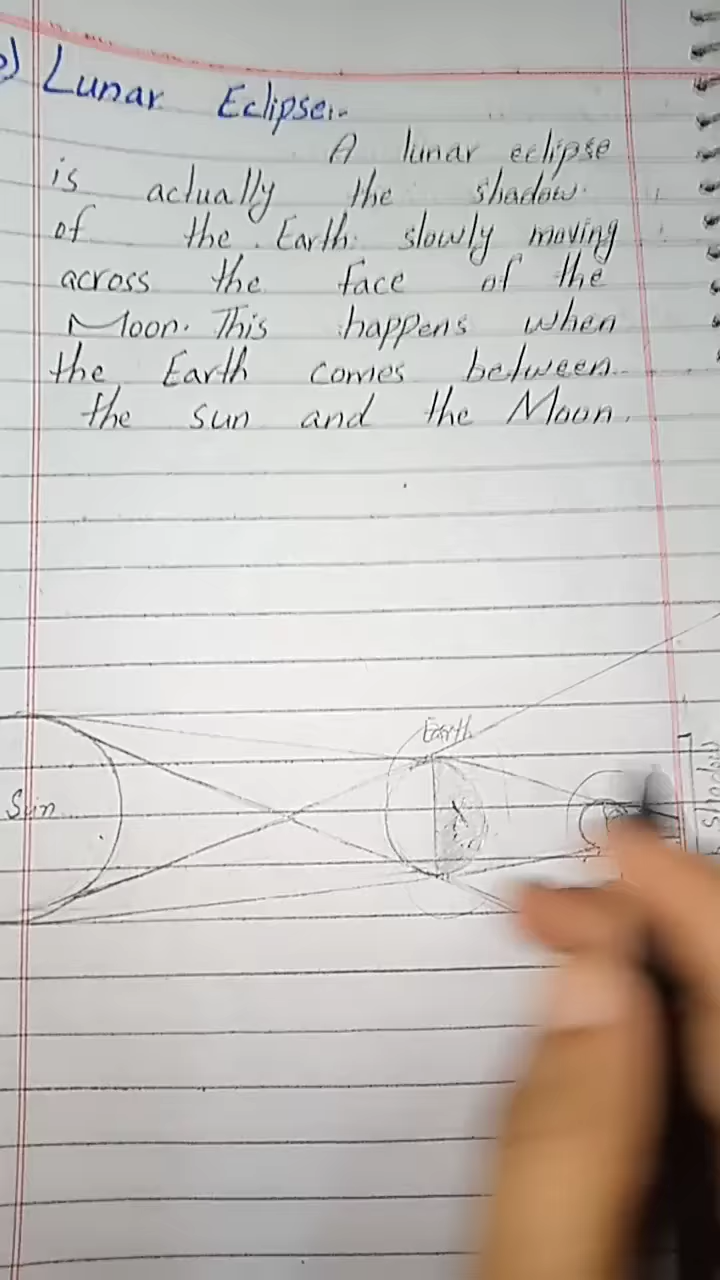 b) Lunar Eclipse:-
A lunar eclipse
is actually the shadow
of the Earth slowly moving
across the face of the
Moon. This happens when
the Earth comes between
the sun and the Moon.
Earth
Sun
Shadow